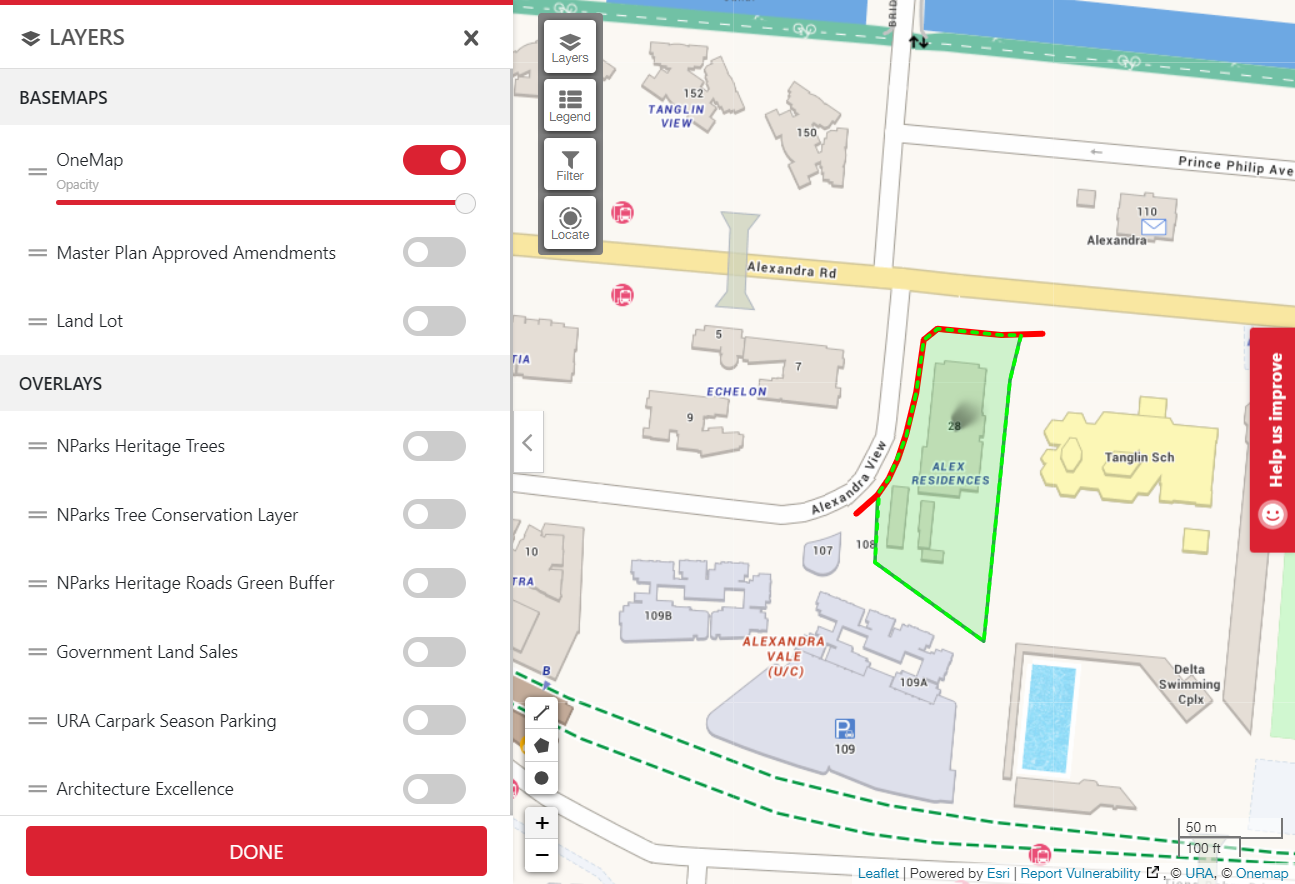 LAYERS
BASEMAPS
OneMap
Opacity
Master Plan Approved Amendments
Land Lot
OVERLAYS
NParks Heritage Trees
NParks Tree Conservation Layer
NParks Heritage Roads Green Buffer
Government Land Sales
URA Carpark Season Parking
Architecture Excellence
DONE
Layers
Legend
Filter
Locate
152
TANGLIN
VIEW
150
Prince Philip Ave
110
Alexandra
Alexandra Rd
5
7
ECHELON
9
TIA
28
ALEX
RESIDENCES
Alexandra View
Tanglin Sch
Help us improve
10
TRA
107
108
109B
ALEXANDRA
VALE
(U/C)
109A
109
B
Delta
Swimming
Cplx
+
−
50 m
100 ft
Leaflet | Powered by Esri | Report Vulnerability , © URA, © Onemap